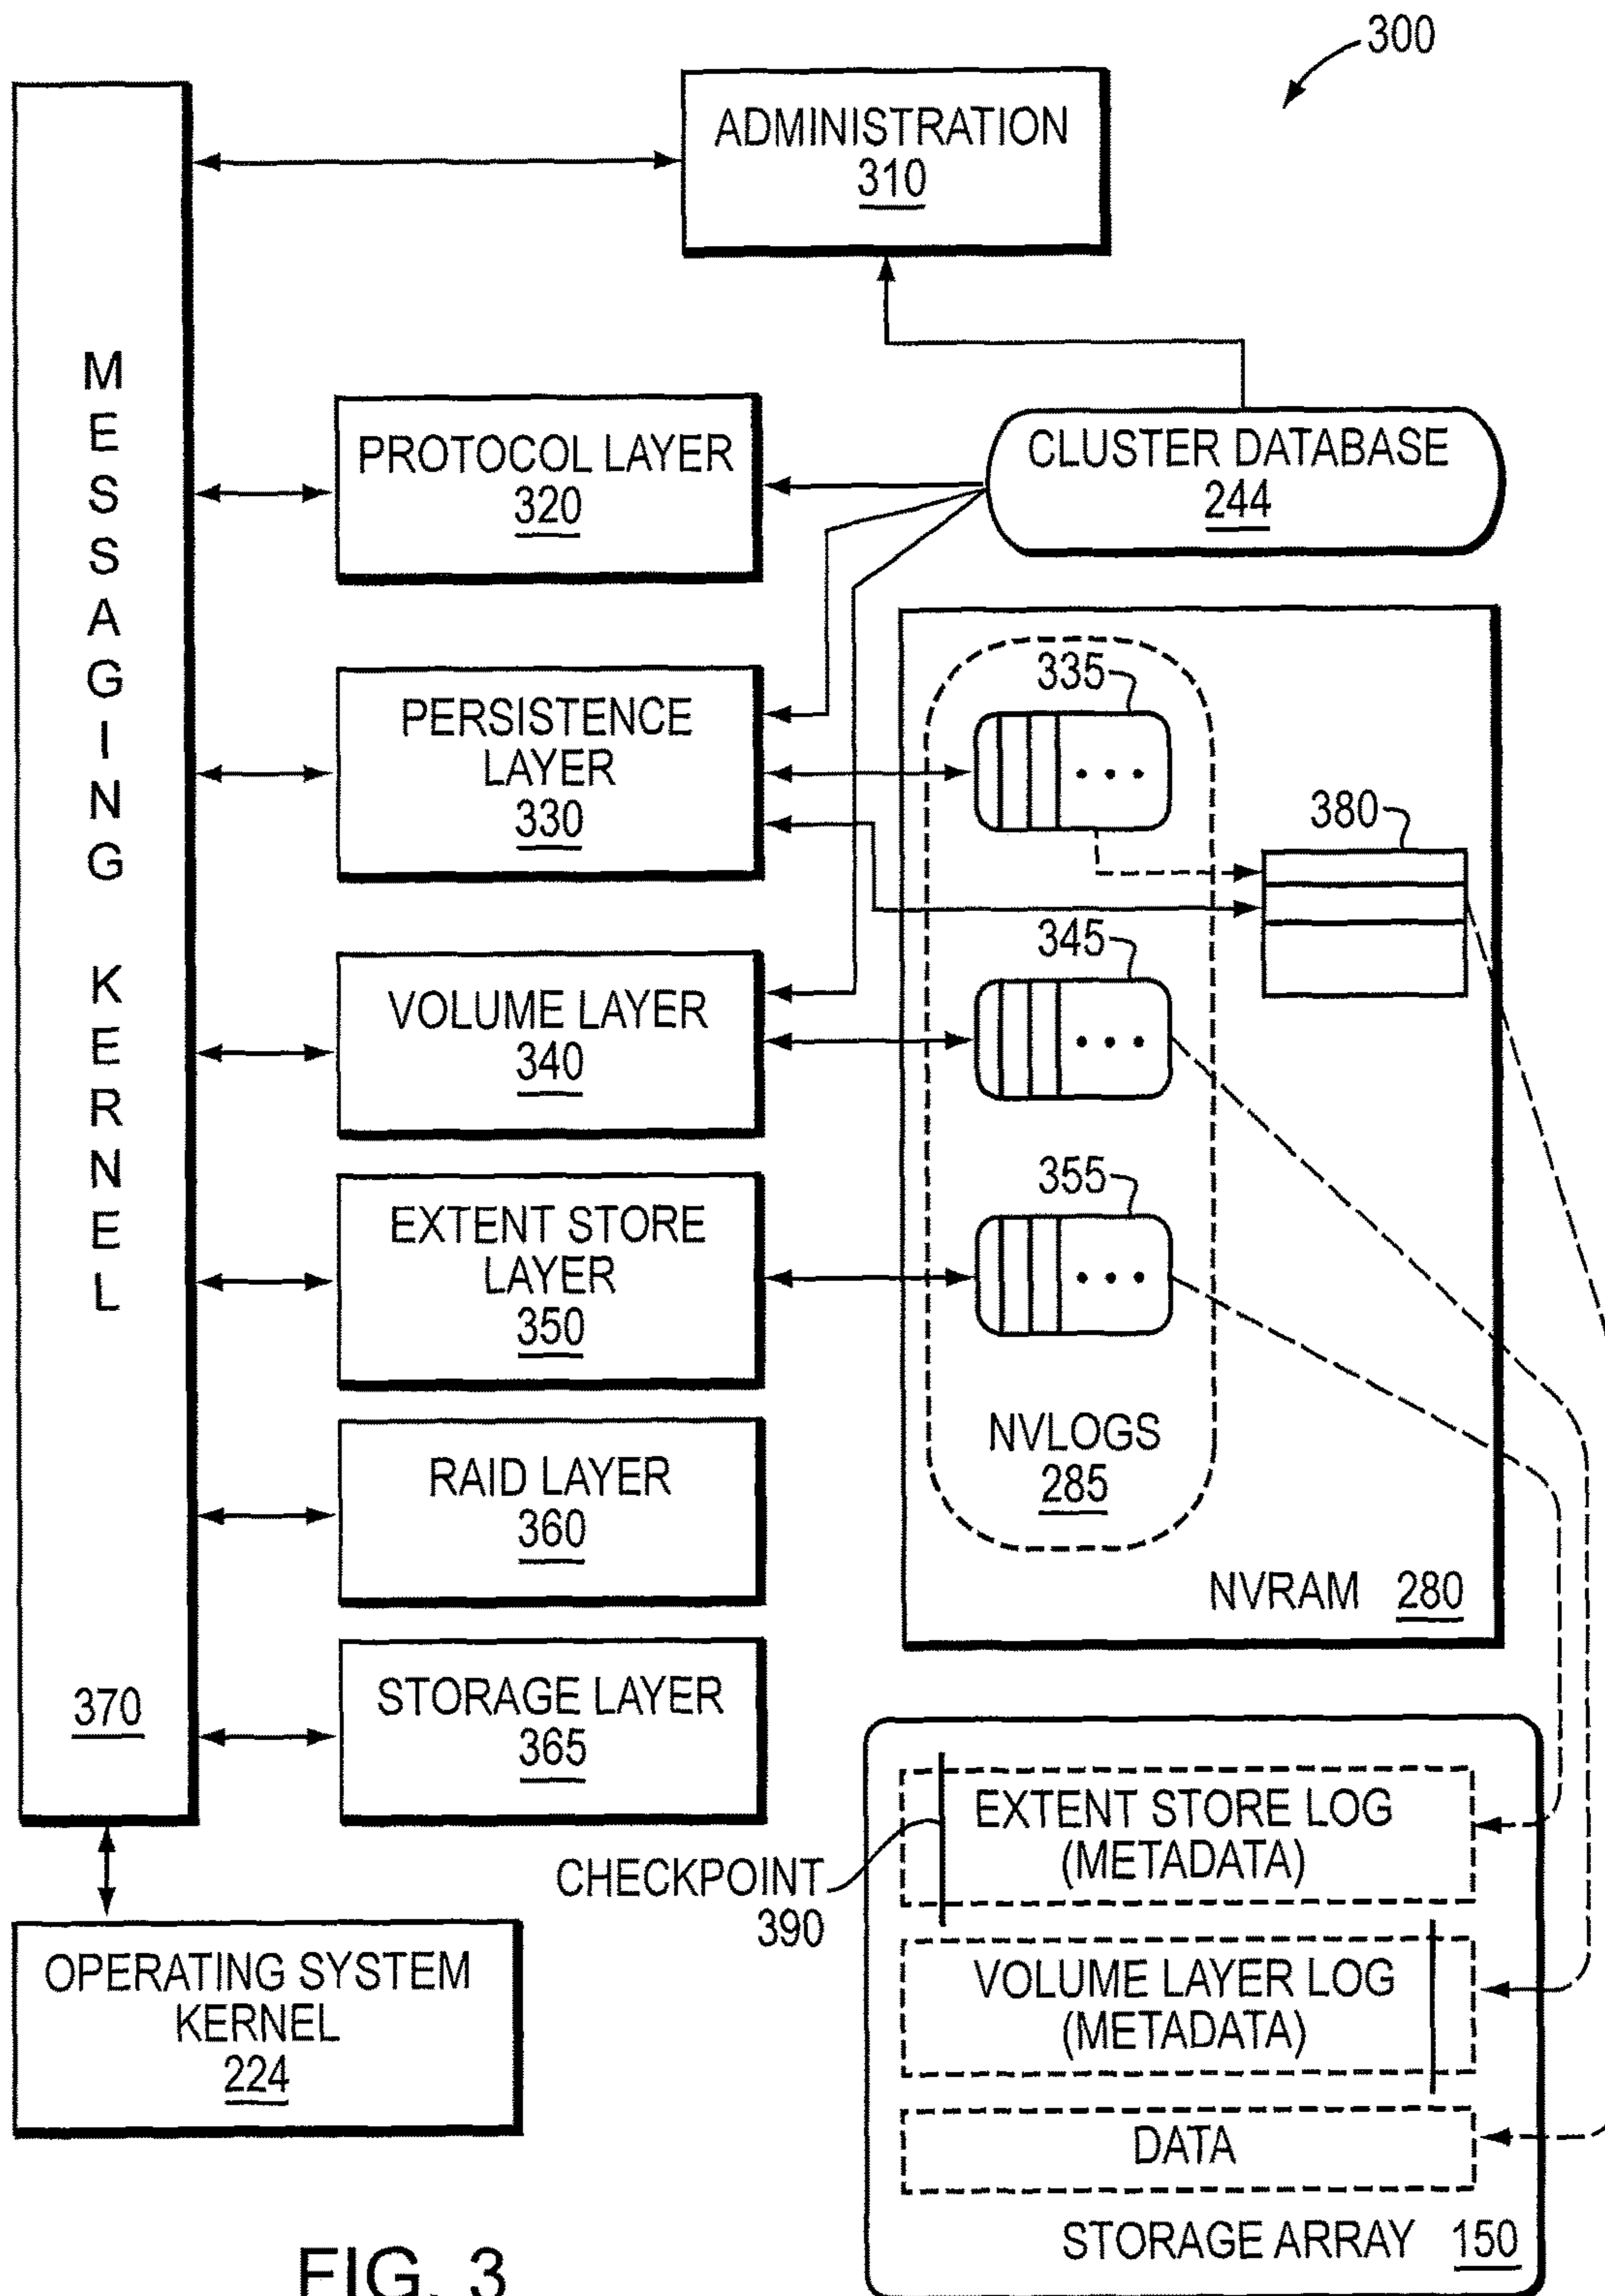 300
ADMINISTRATION
310
MESSAGING KERNEL
370
PROTOCOL LAYER
320
CLUSTER DATABASE
244
PERSISTENCE
LAYER
330
335
380
VOLUME LAYER
340
345
EXTENT STORE
LAYER
350
355
NVLOGS
285
RAID LAYER
360
NVRAM 280
STORAGE LAYER
365
EXTENT STORE LOG
(METADATA)
CHECKPOINT
390
OPERATING SYSTEM
KERNEL
224
VOLUME LAYER LOG
(METADATA)
DATA
STORAGE ARRAY 150
FIG. 3